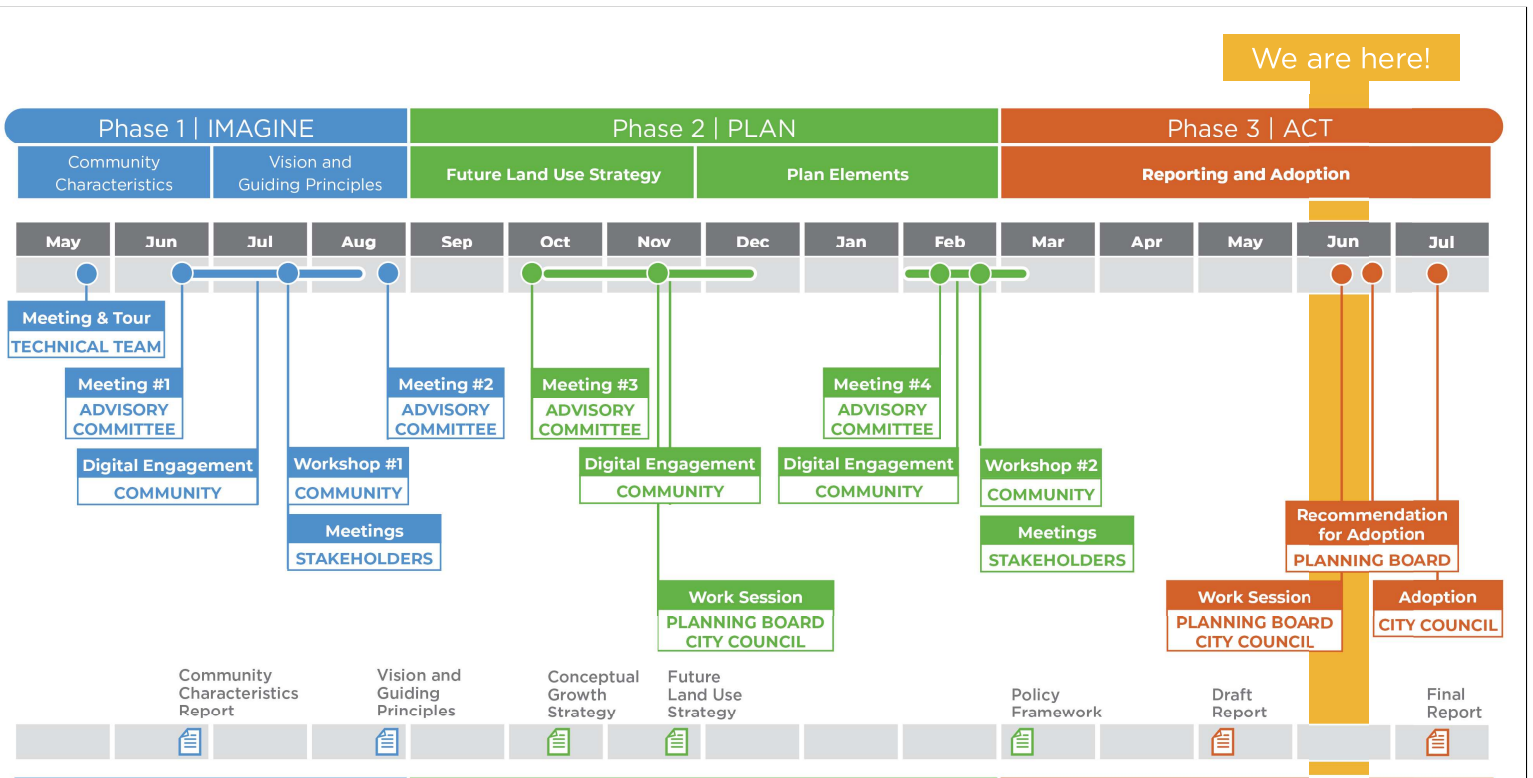 We are here!
Phase 1 | IMAGINE
Phase 2 | PLAN
Phase 3 | ACT
Community
Characteristics
Vision and
Guiding Principles
Future Land Use Strategy
Plan Elements
Reporting and Adoption
May
Jun
Jul
Aug
Sep
Oct
Nov
Dec
Jan
Feb
Mar
Apr
May
Jun
Jul
Meeting & Tour
TECHNICAL TEAM
Meeting #1
ADVISORY
COMMITTEE
Meeting #2
ADVISORY
COMMITTEE
Meeting #3
ADVISORY
COMMITTEE
Meeting #4
ADVISORY
COMMITTEE
Digital Engagement
COMMUNITY
Workshop #1
COMMUNITY
Digital Engagement
COMMUNITY
Digital Engagement
COMMUNITY
Workshop #2
COMMUNITY
Meetings
STAKEHOLDERS
Meetings
STAKEHOLDERS
Recommendation
for Adoption
PLANNING BOARD
Work Session
PLANNING BOARD
CITY COUNCIL
Work Session
PLANNING BOARD
CITY COUNCIL
Adoption
CITY COUNCIL
Community
Characteristics
Report
Vision and
Guiding
Principles
Conceptual
Growth
Strategy
Future
Land Use
Strategy
Policy
Framework
Draft
Report
Final
Report